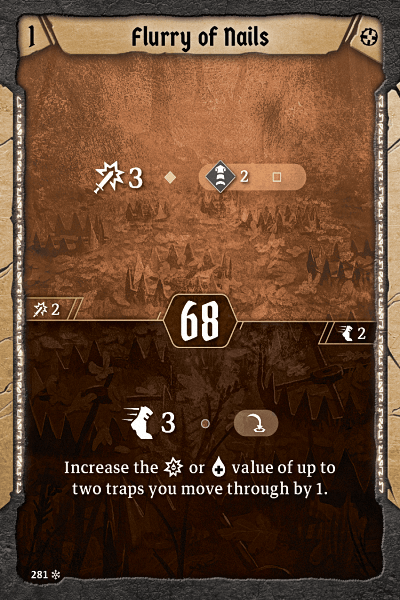 1 Flurry of Nails
3 2
2
68
2
3
Increase the or value of up to
two traps you move through by 1.
281